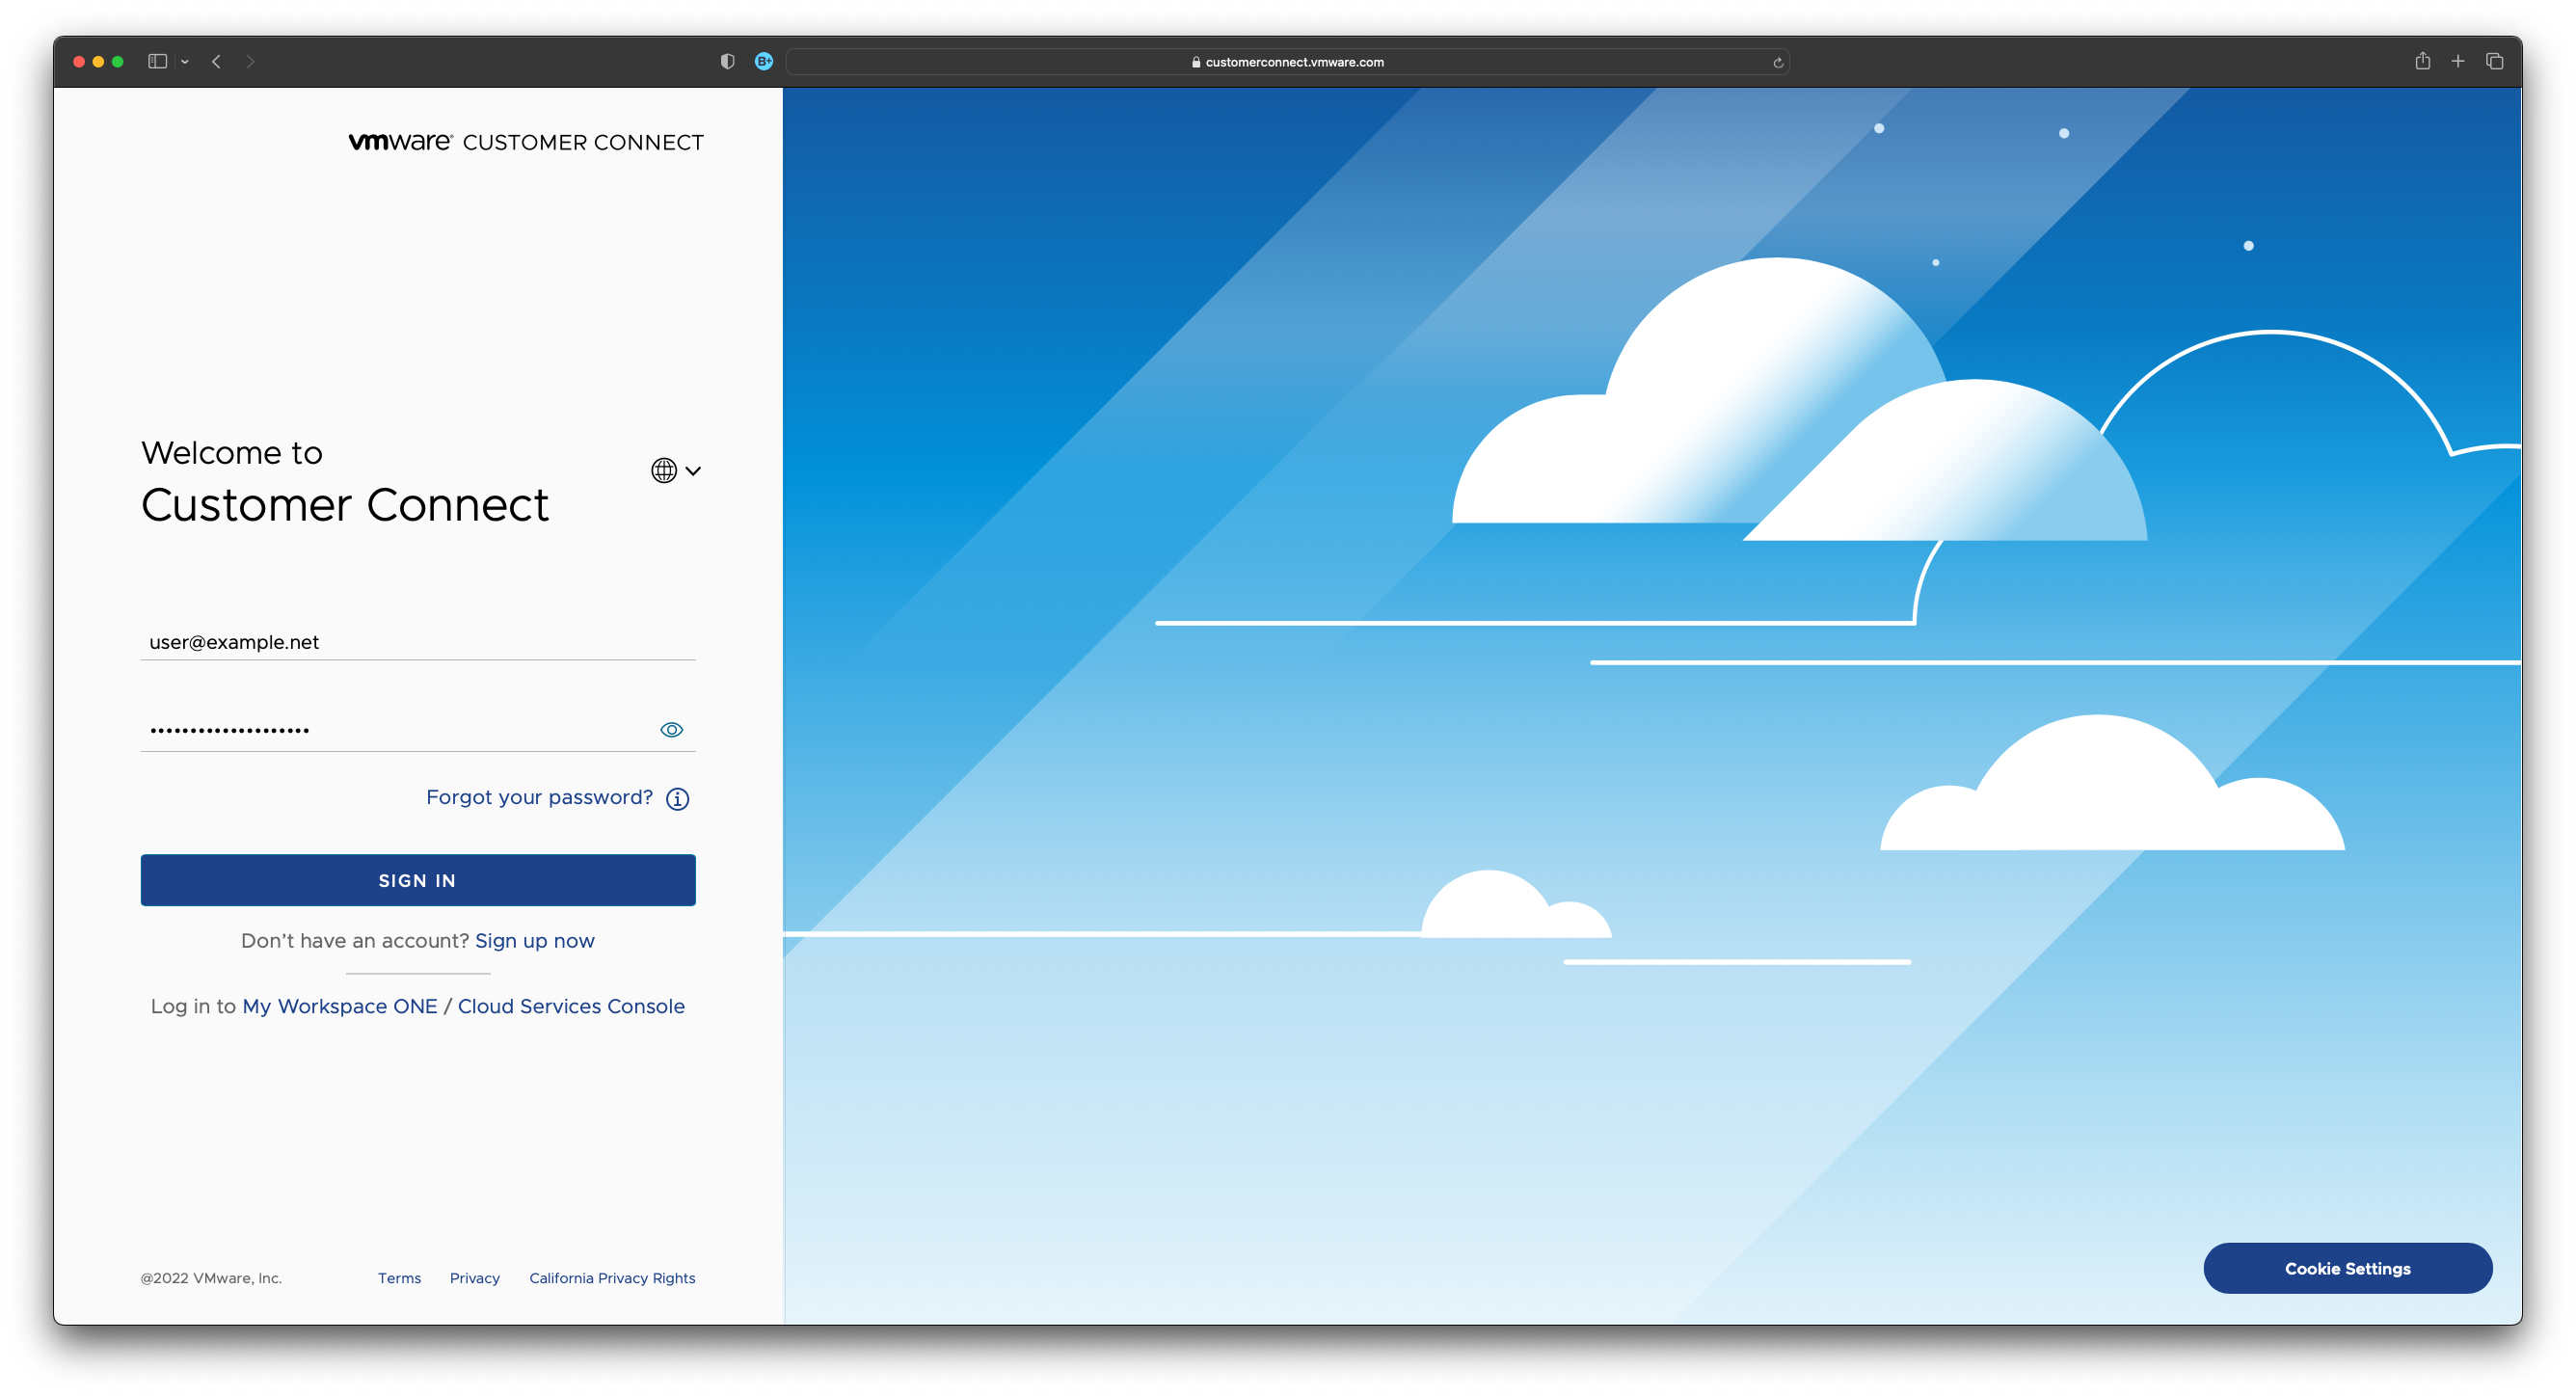 B+
customerconnect.vmware.com
vmware® CUSTOMER CONNECT
Welcome to
Customer Connect
user@example.net
••••••••••••••••••••
Forgot your password?
SIGN IN
Don’t have an account? Sign up now
Log in to My Workspace ONE / Cloud Services Console
@2022 VMware, Inc. Terms Privacy California Privacy Rights
Cookie Settings